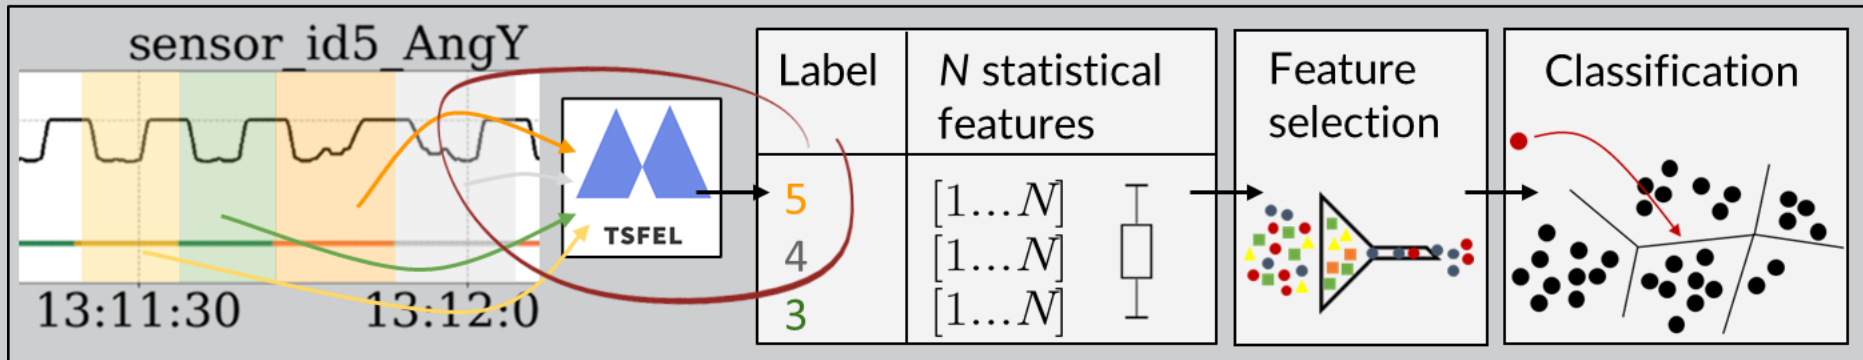 sensor_id5_AngY
13:11:30
13:12:0
TSFEL
Label
N statistical
features
5
[1...N]
4
[1...N]
3
[1...N]
Feature
selection
Classification